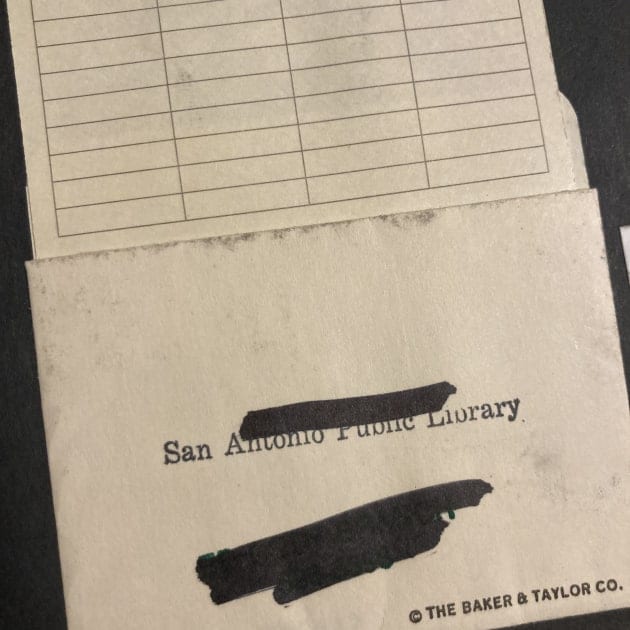 San Antonio Public Library
© THE BAKER & TAYLOR CO.